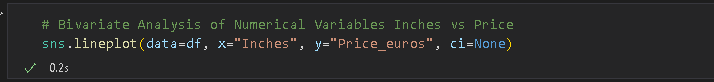 # Bivariate Analysis of Numerical Variables Inches vs Price
sns.lineplot(data=df, x="Inches", y="Price_euros", ci=None)
0.2s